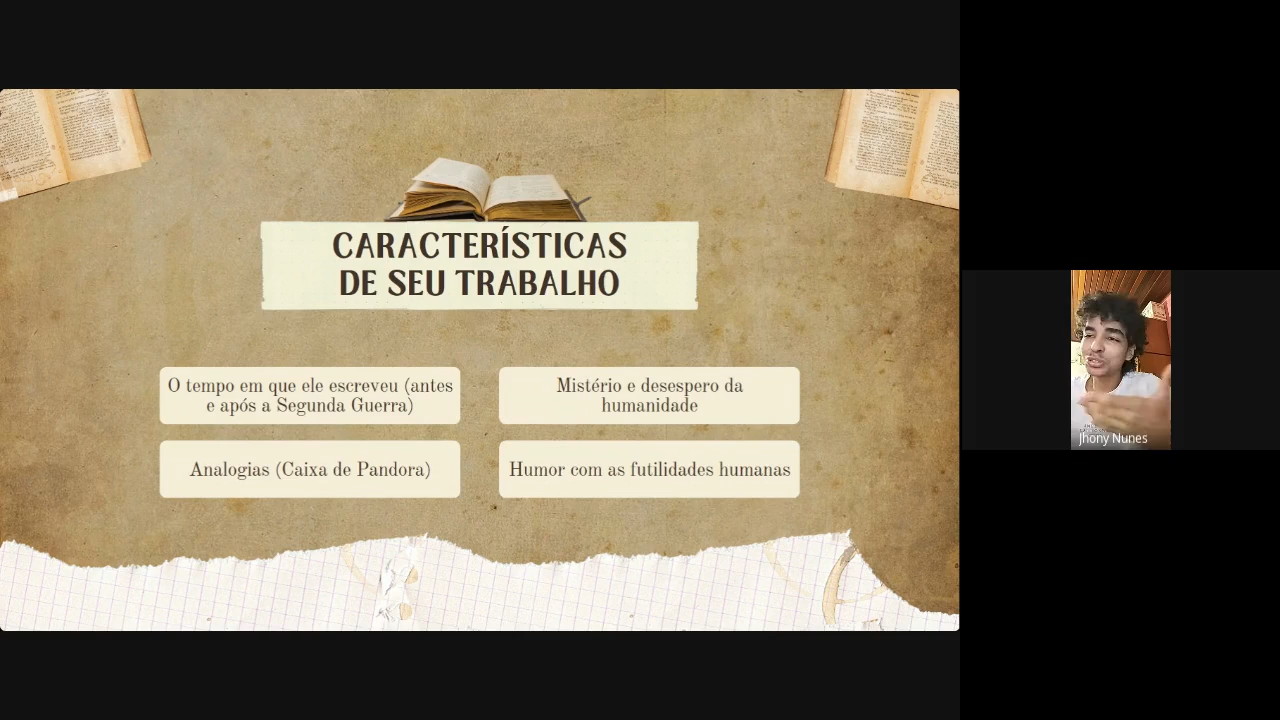 CARACTERÍSTICAS
DE SEU TRABALHO
O tempo em que ele escreveu (antes
e após a Segunda Guerra)
Mistério e desespero da
humanidade
Analogias (Caixa de Pandora)
Humor com as futilidades humanas
Jhony Nunes